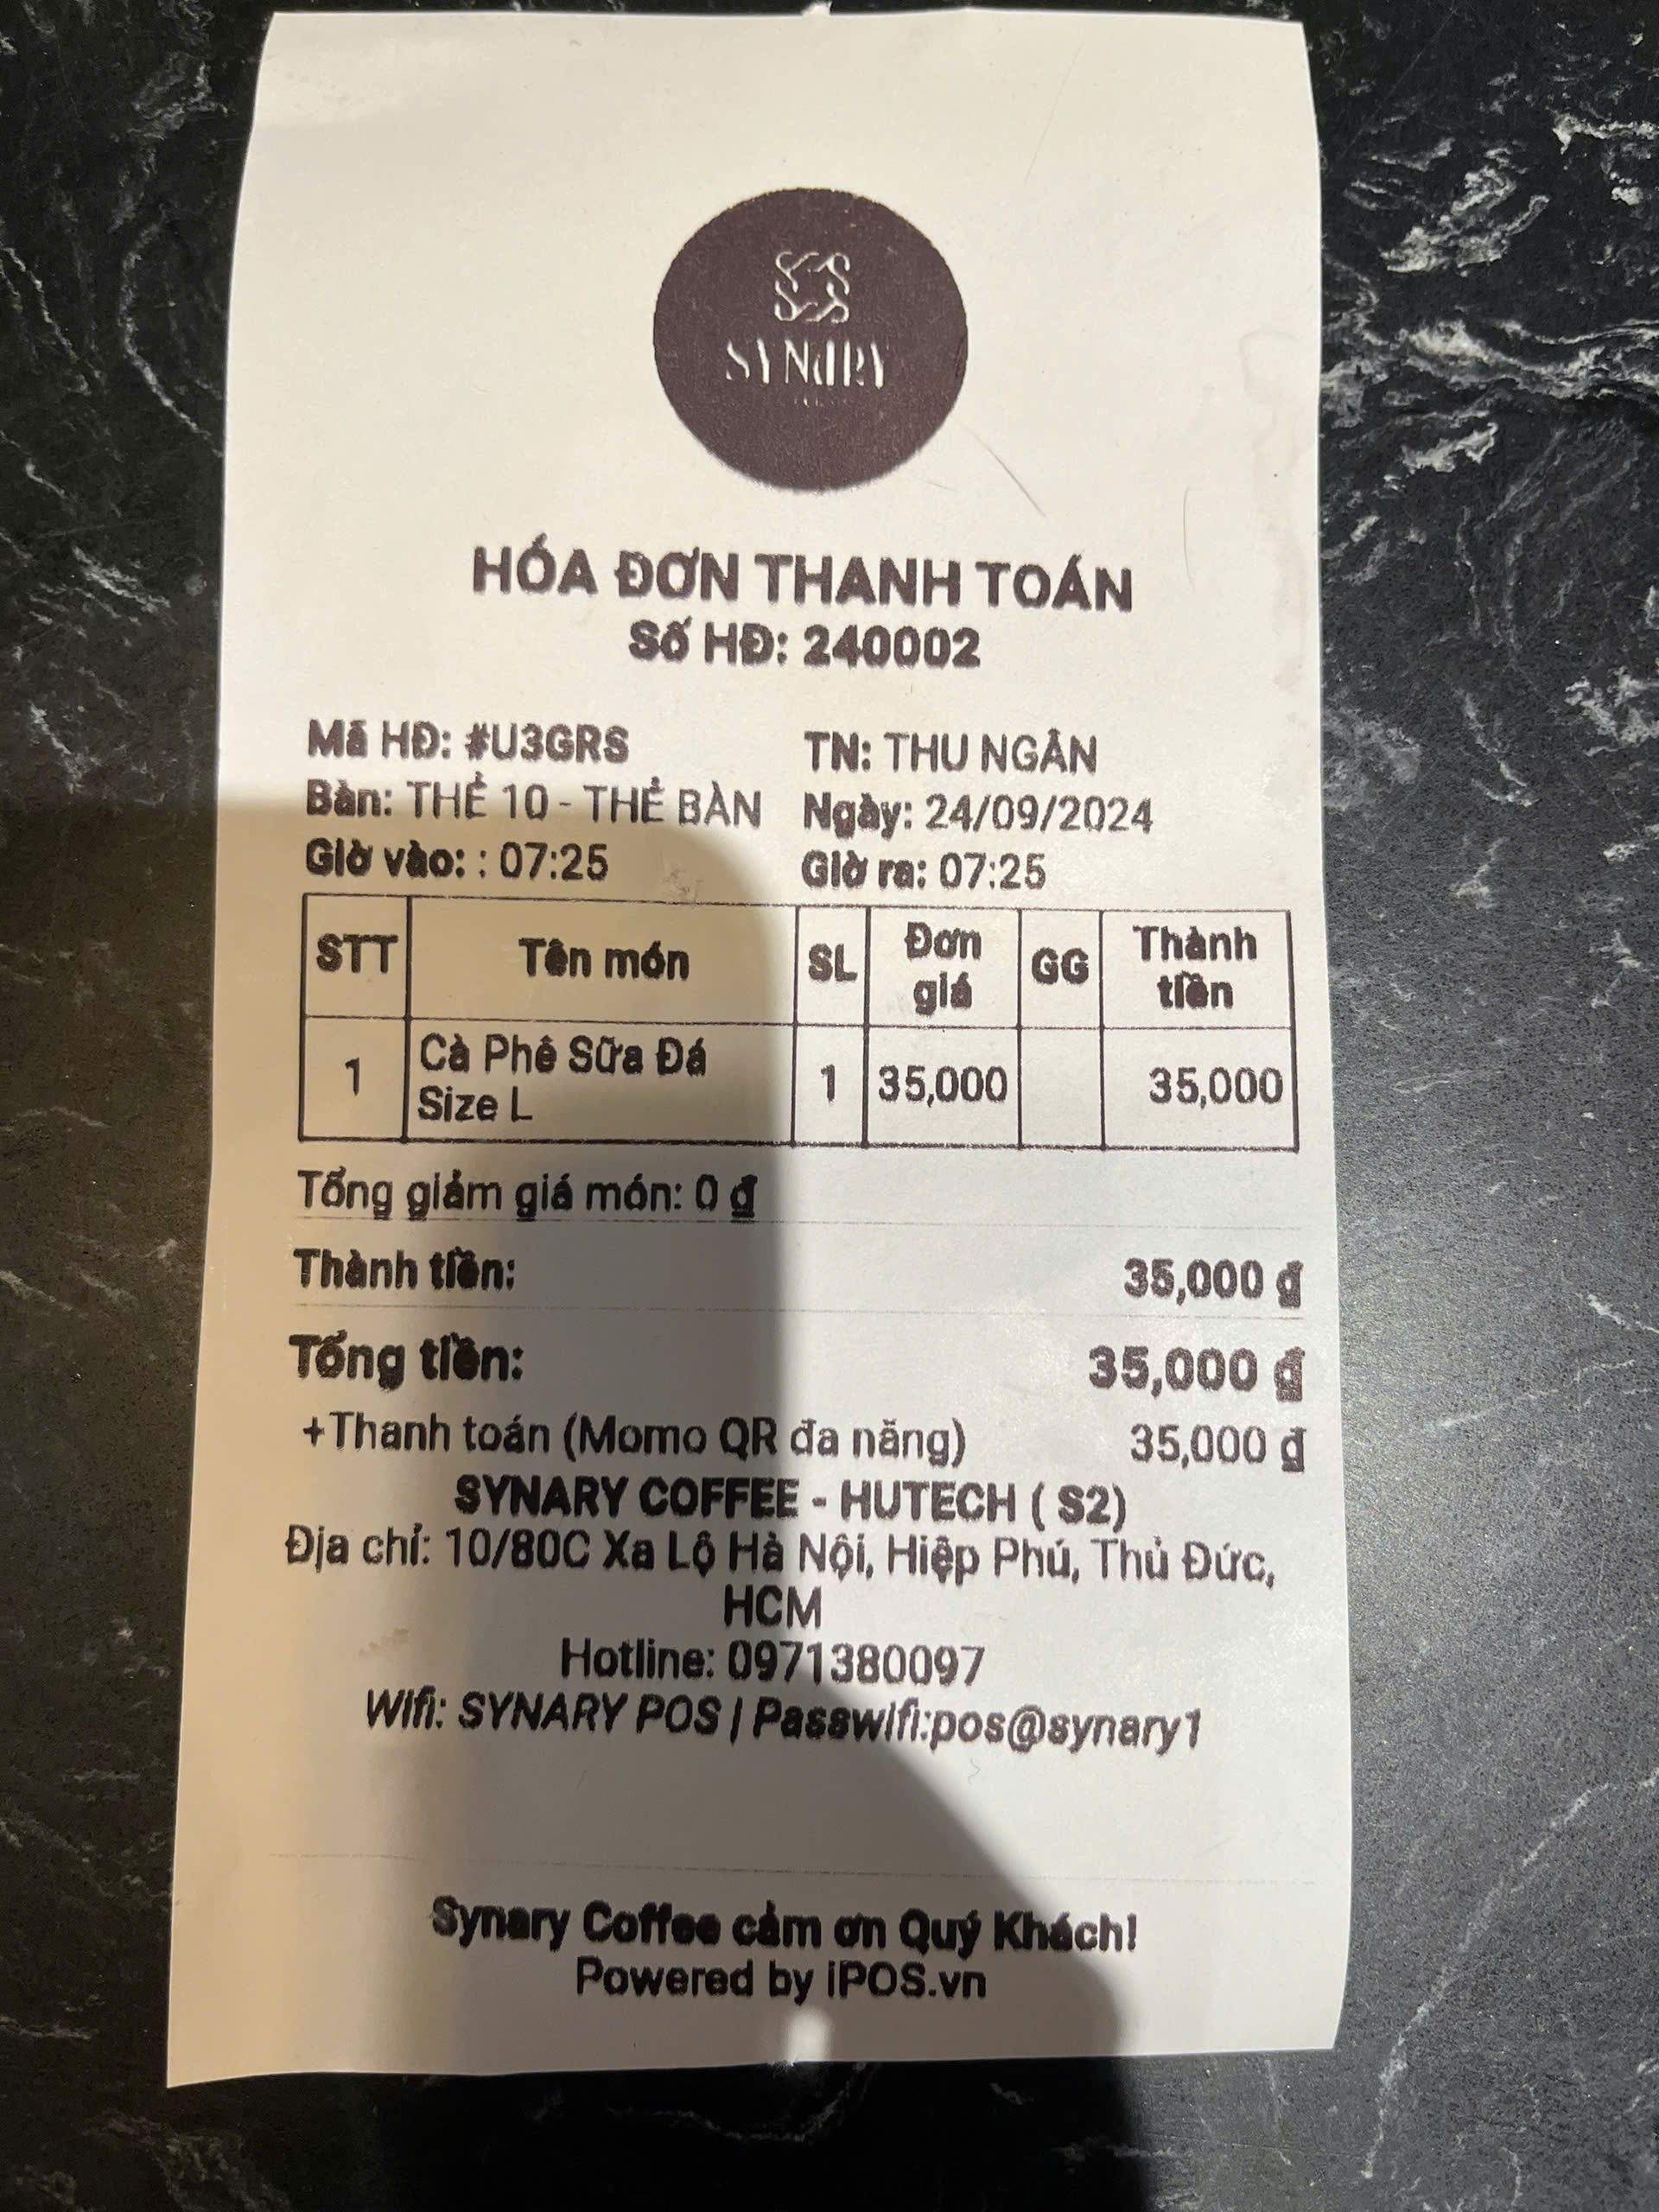 SYNARY
HÓA ĐƠN THANH TOÁN
Số HĐ: 240002
Mã HĐ: #U3GRS TN: THU NGÂN
Bàn: THẺ 10 - THẺ BÀN Ngày: 24/09/2024
Giờ vào: : 07:25 Giờ ra: 07:25
STT Tên món SL Đơn giá GG Thành tiền
1 Cà Phê Sữa Đá Size L 1 35,000 35,000
Tổng giảm giá món: 0 ₫
Thành tiền: 35,000 ₫
Tổng tiền: 35,000 ₫
+Thanh toán (Momo QR đa năng) 35,000 ₫
SYNARY COFFEE - HUTECH ( S2)
Địa chỉ: 10/80C Xa Lộ Hà Nội, Hiệp Phú, Thủ Đức,
HCM
Hotline: 0971380097
Wifi: SYNARY POS | Passwifi:pos@synary1
Synary Coffee cảm ơn Quý Khách!
Powered by iPOS.vn